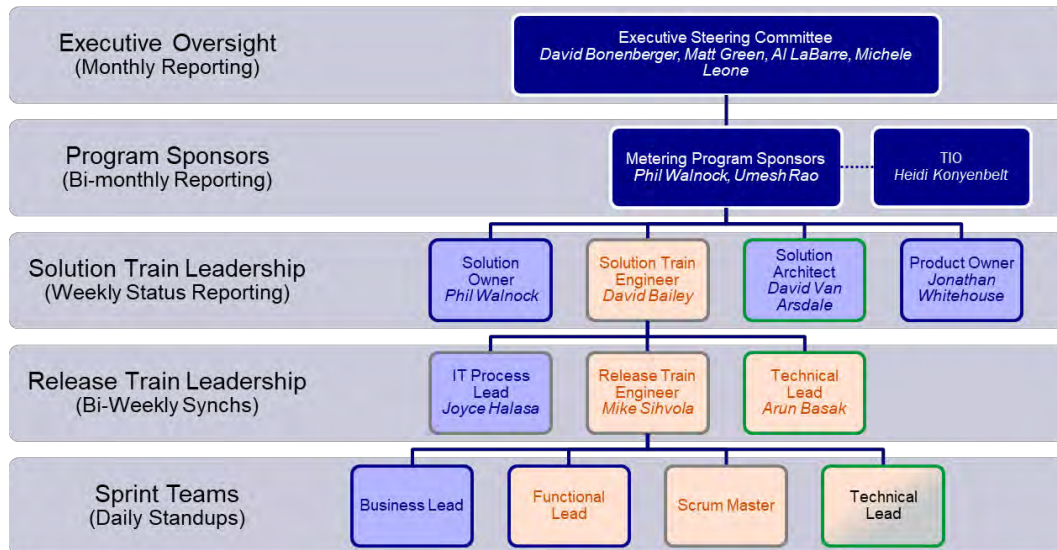 Executive Oversight
(Monthly Reporting)
Executive Steering Committee
David Bonenberger, Matt Green, Al LaBarre, Michele
Leone
Program Sponsors
(Bi-monthly Reporting)
Metering Program Sponsors
Phil Walnock, Umesh Rao
TIO
Heidi Konyenbelt
Solution Train Leadership
(Weekly Status Reporting)
Solution
Owner
Phil Walnock
Solution Train
Engineer
David Bailey
Solution
Architect
David Van
Arsdale
Product Owner
Jonathan
Whitehouse
Release Train Leadership
(Bi-Weekly Synchs)
IT Process
Lead
Joyce Halasa
Release Train
Engineer
Mike Sihvola
Technical
Lead
Arun Basak
Sprint Teams
(Daily Standups)
Business Lead
Functional
Lead
Scrum Master
Technical
Lead